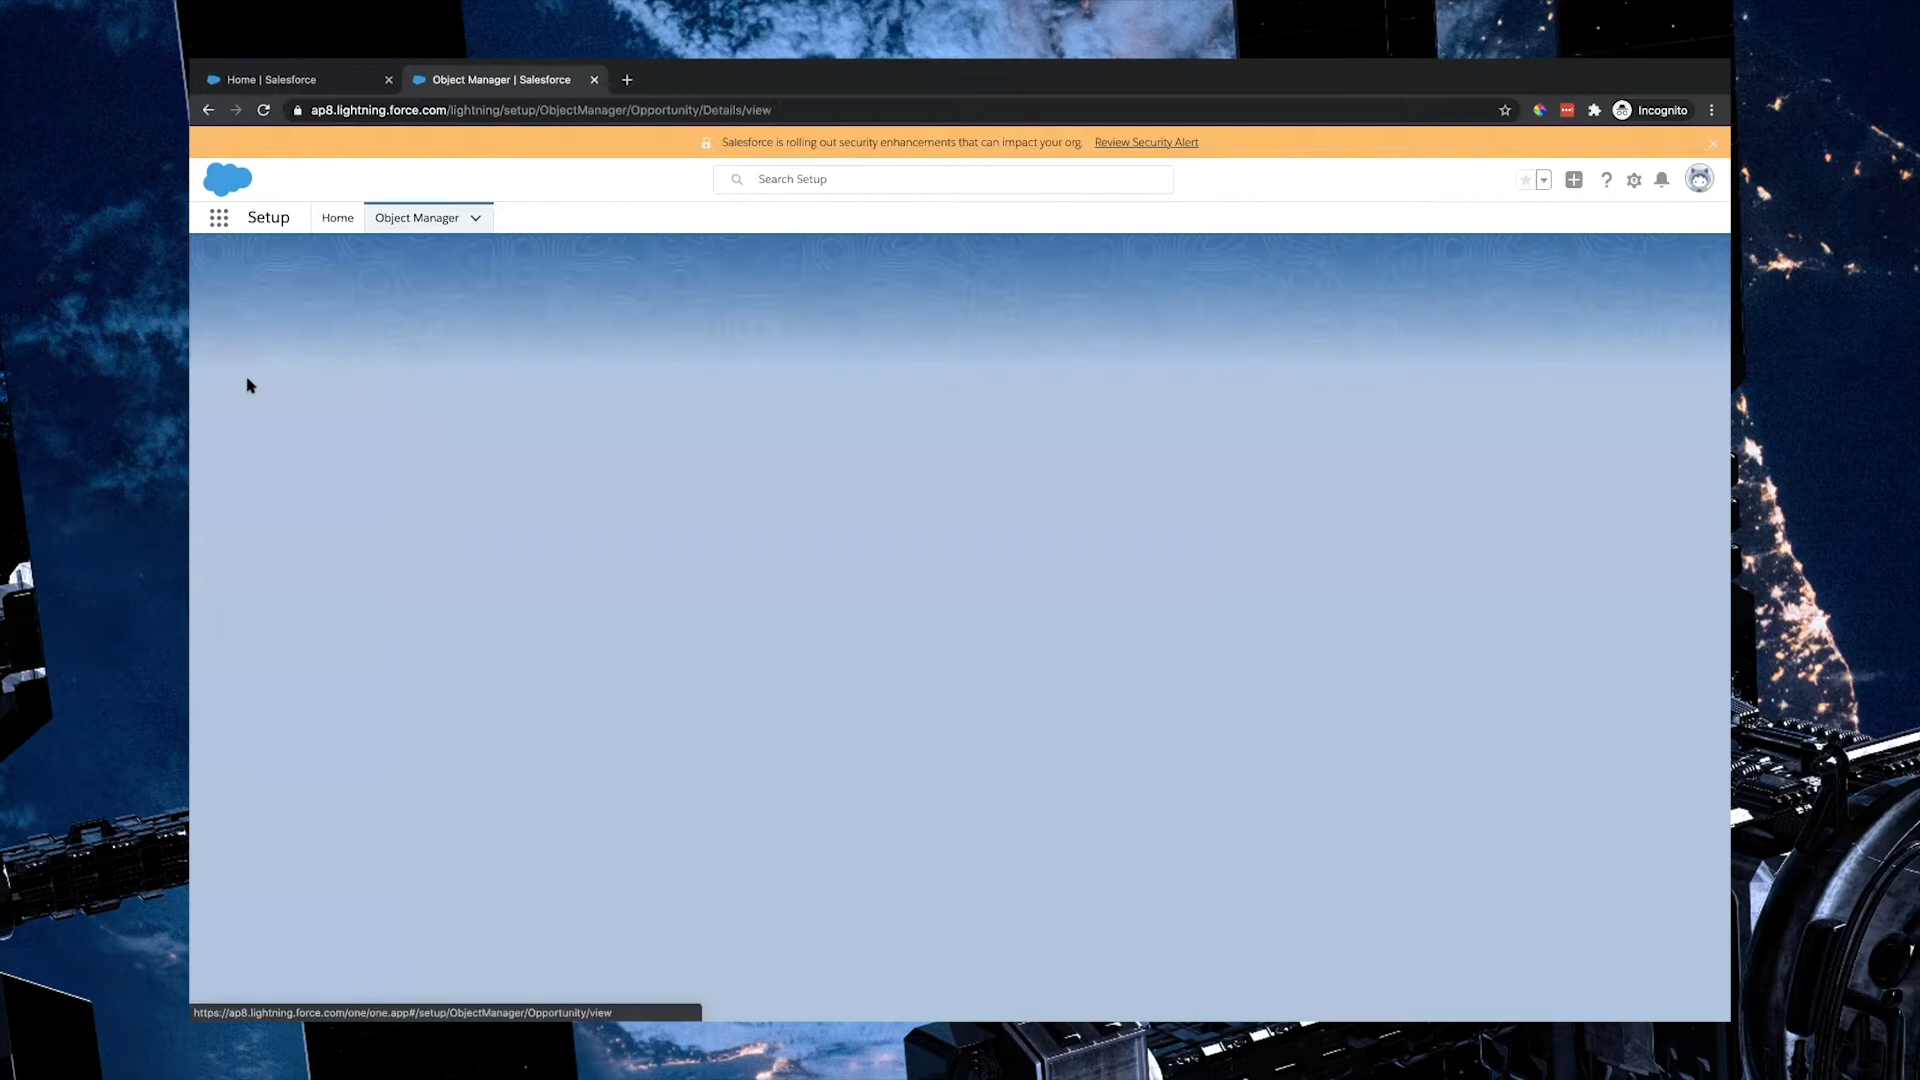 Home | Salesforce
Object Manager | Salesforce
ap8.lightning.force.com/lightning/setup/ObjectManager/Opportunity/Details/view
Incognito
Salesforce is rolling out security enhancements that can impact your org. Review Security Alert
Search Setup
Setup
Home
Object Manager
https://ap8.lightning.force.com/one/one.app#/setup/ObjectManager/Opportunity/view